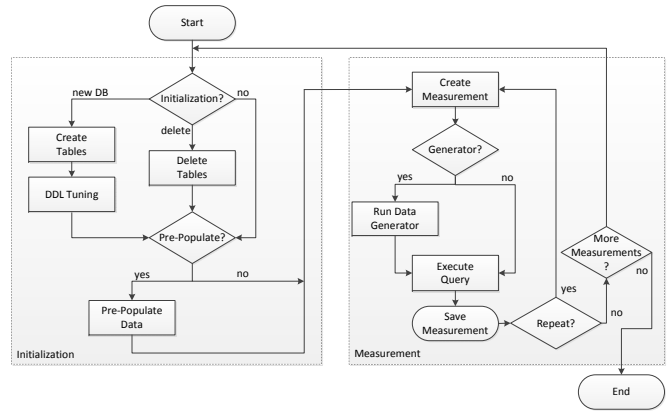 Start
Initialization?
new DB
no
delete
Create
Tables
Delete
Tables
DDL Tuning
Pre-Populate?
yes
no
Pre-Populate
Data
Initialization
Create
Measurement
Generator?
yes
no
Run Data
Generator
Execute
Query
Save
Measurement
Repeat?
yes
no
More
Measurements
?
no
Measurement
End